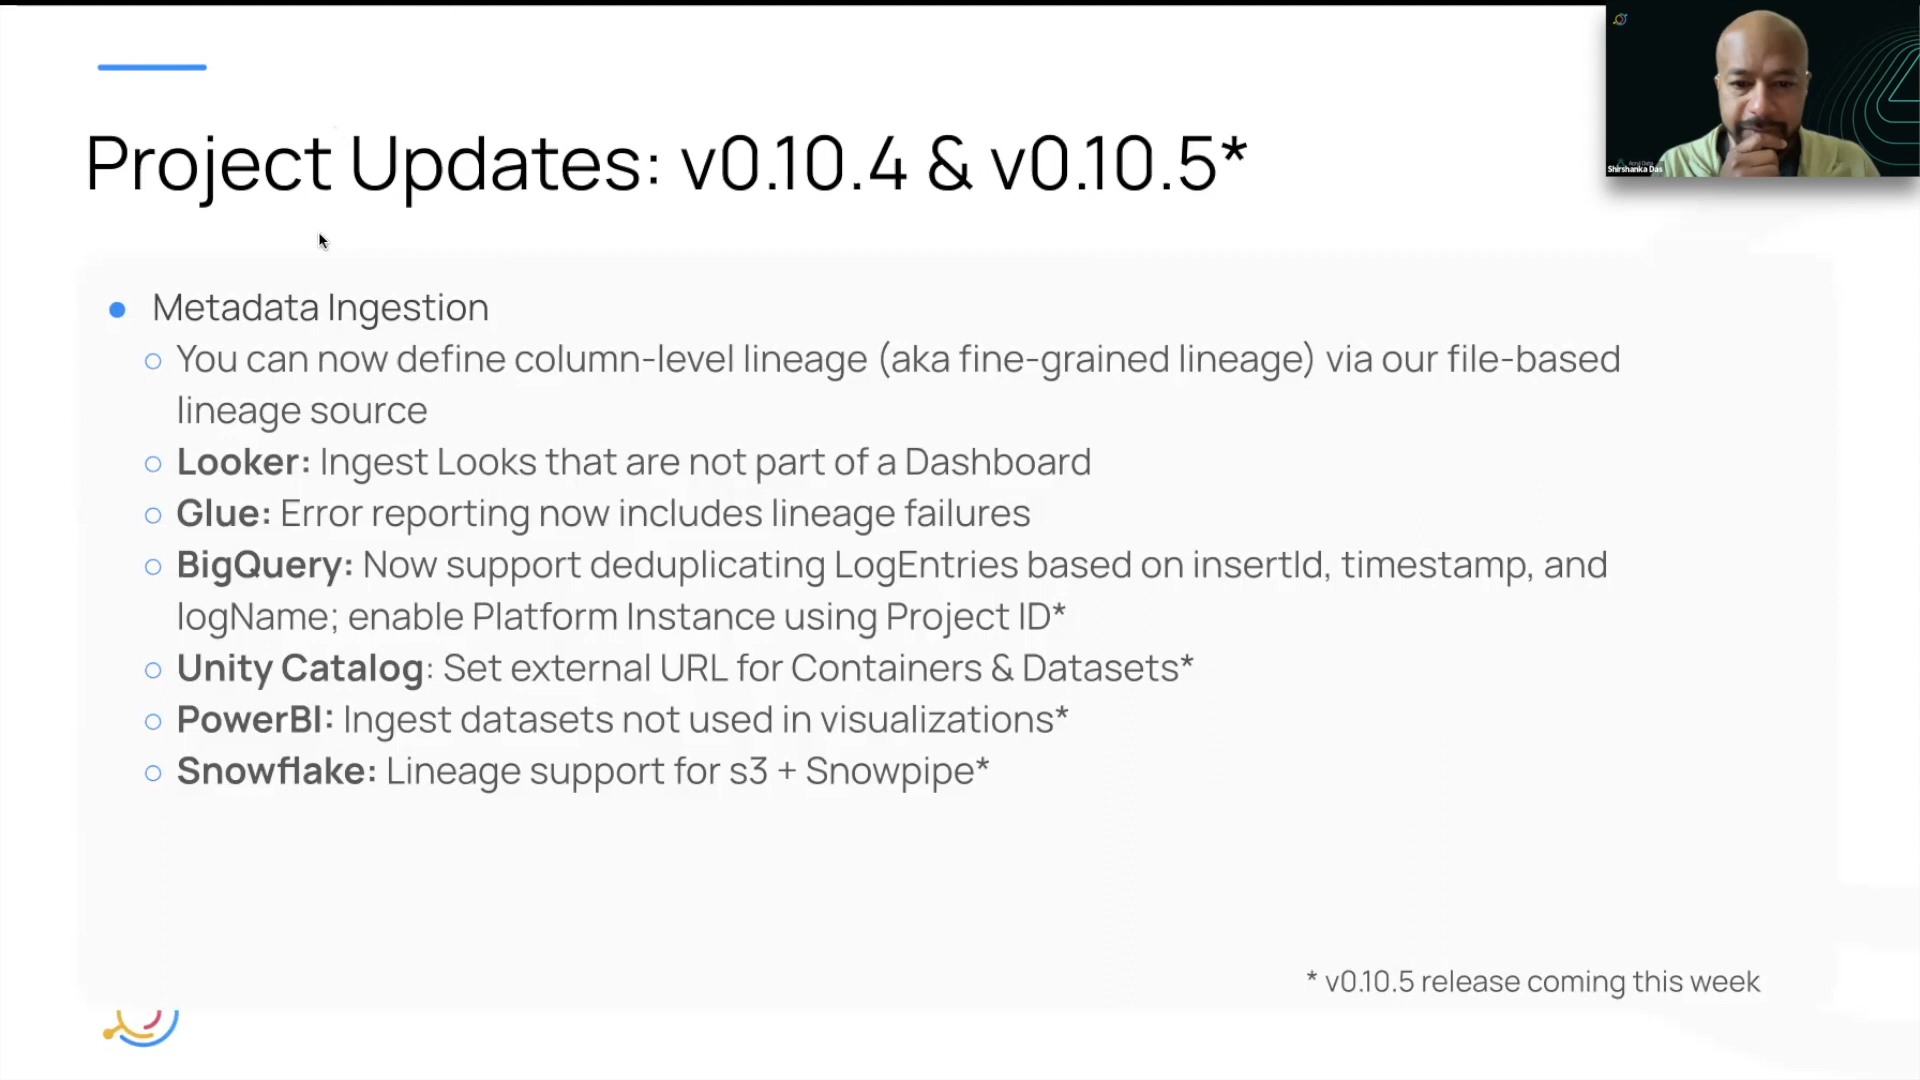 Project Updates: v0.10.4 & v0.10.5*
Shirshanka Das
Metadata Ingestion
You can now define column-level lineage (aka fine-grained lineage) via our file-based
lineage source
Looker: Ingest Looks that are not part of a Dashboard
Glue: Error reporting now includes lineage failures
BigQuery: Now support deduplicating LogEntries based on insertId, timestamp, and
logName; enable Platform Instance using Project ID*
Unity Catalog: Set external URL for Containers & Datasets*
PowerBI: Ingest datasets not used in visualizations*
Snowflake: Lineage support for s3 + Snowpipe*
* v0.10.5 release coming this week